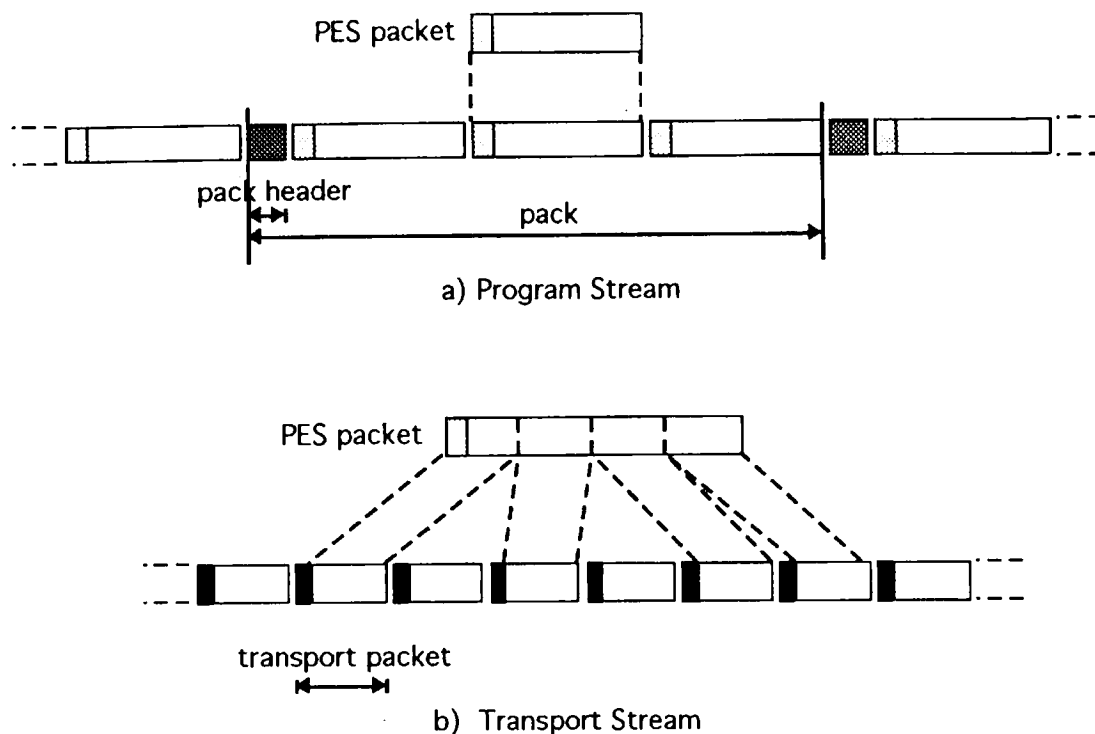 PES packet
pack header
pack
a) Program Stream
PES packet
transport packet
b) Transport Stream